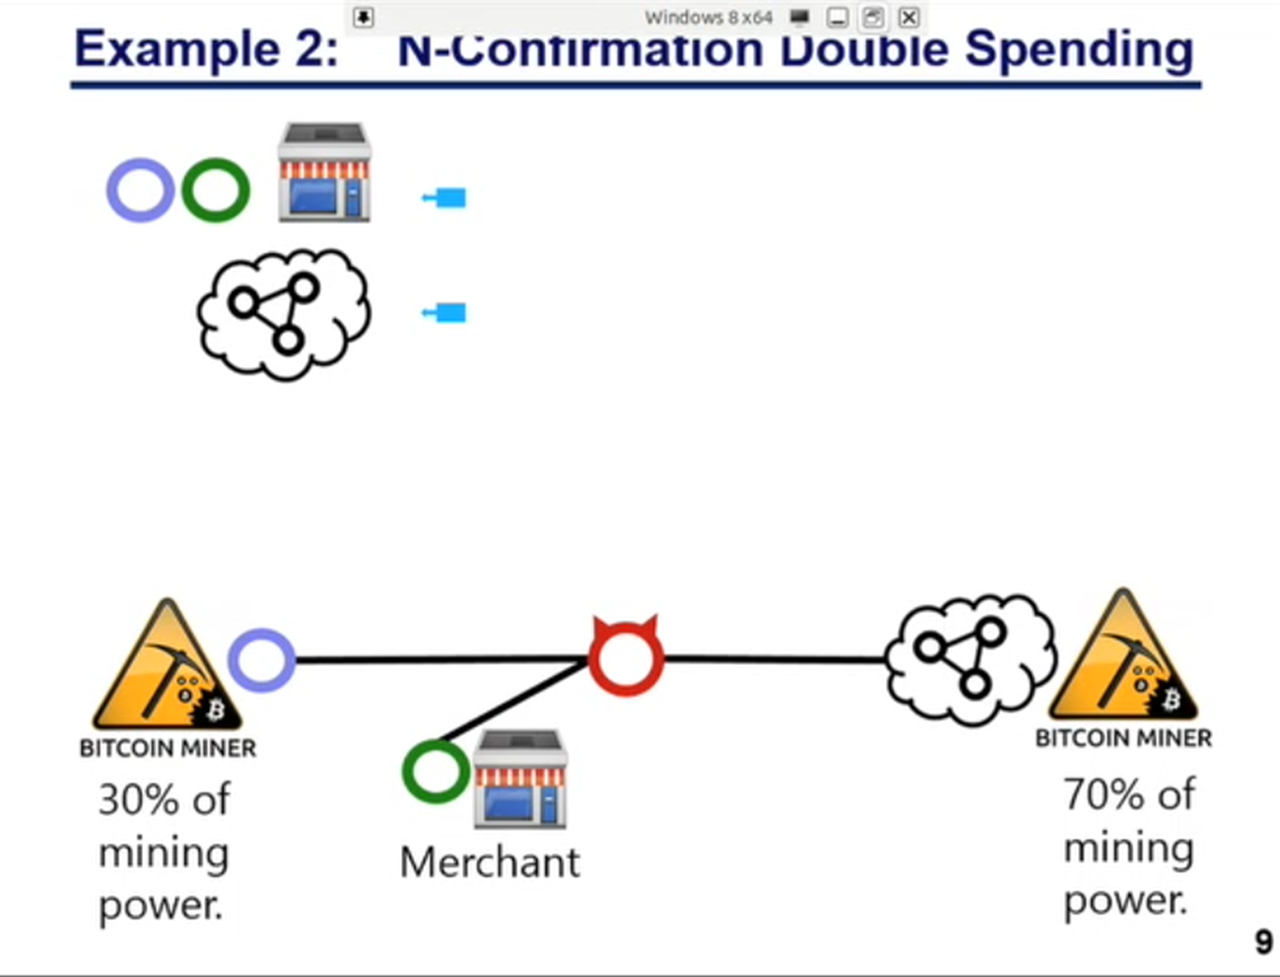 Windows 8 x64
Example 2: N-Confirmation Double Spending
BITCOIN MINER
30% of
mining
power.
Merchant
BITCOIN MINER
70% of
mining
power.
9